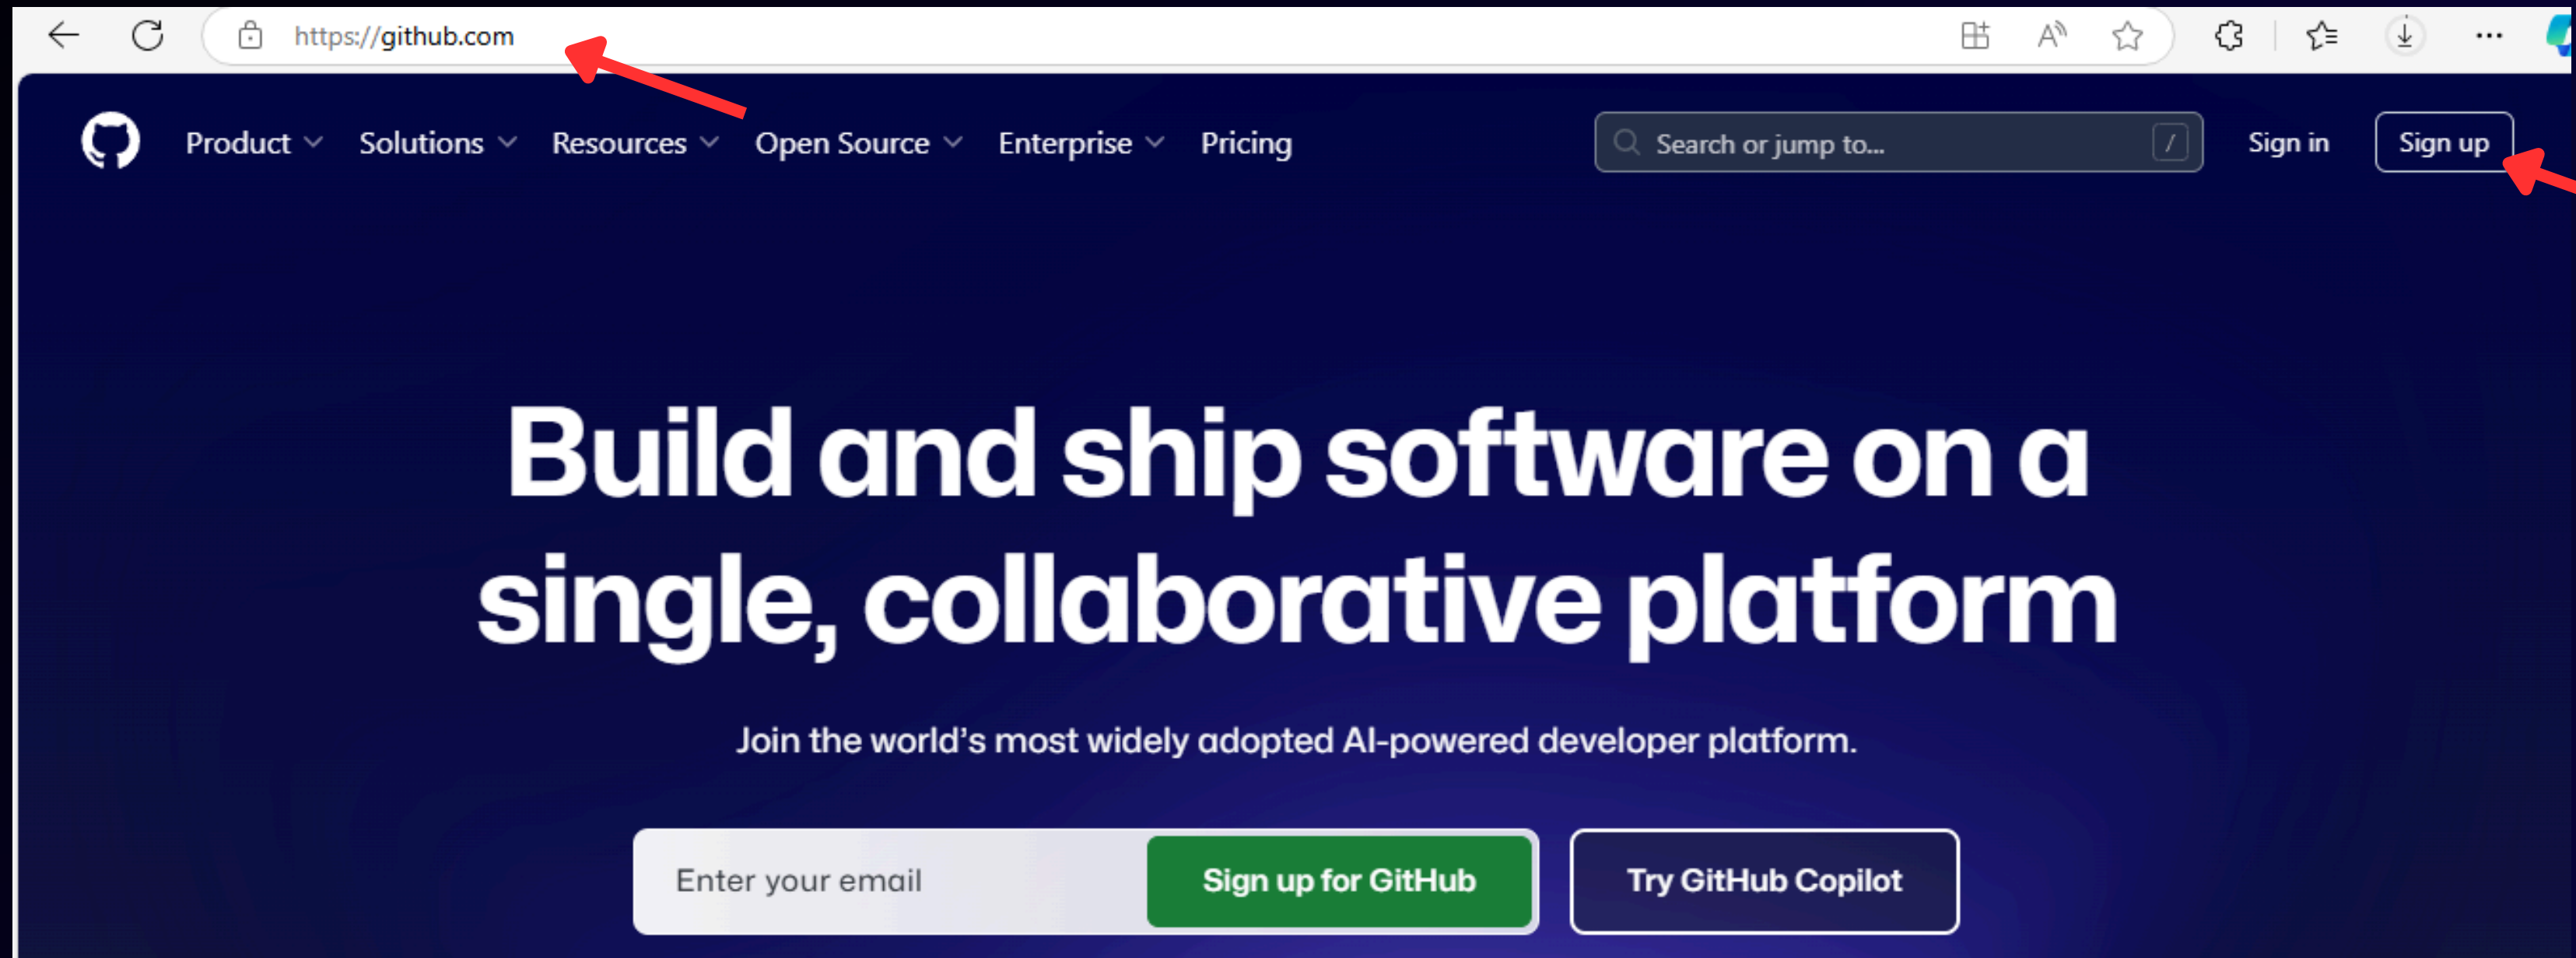 https://github.com
Product Solutions Resources Open Source Enterprise Pricing Search or jump to... / Sign in Sign up
Build and ship software on a
single, collaborative platform
Join the world's most widely adopted AI-powered developer platform.
Enter your email Sign up for GitHub Try GitHub Copilot